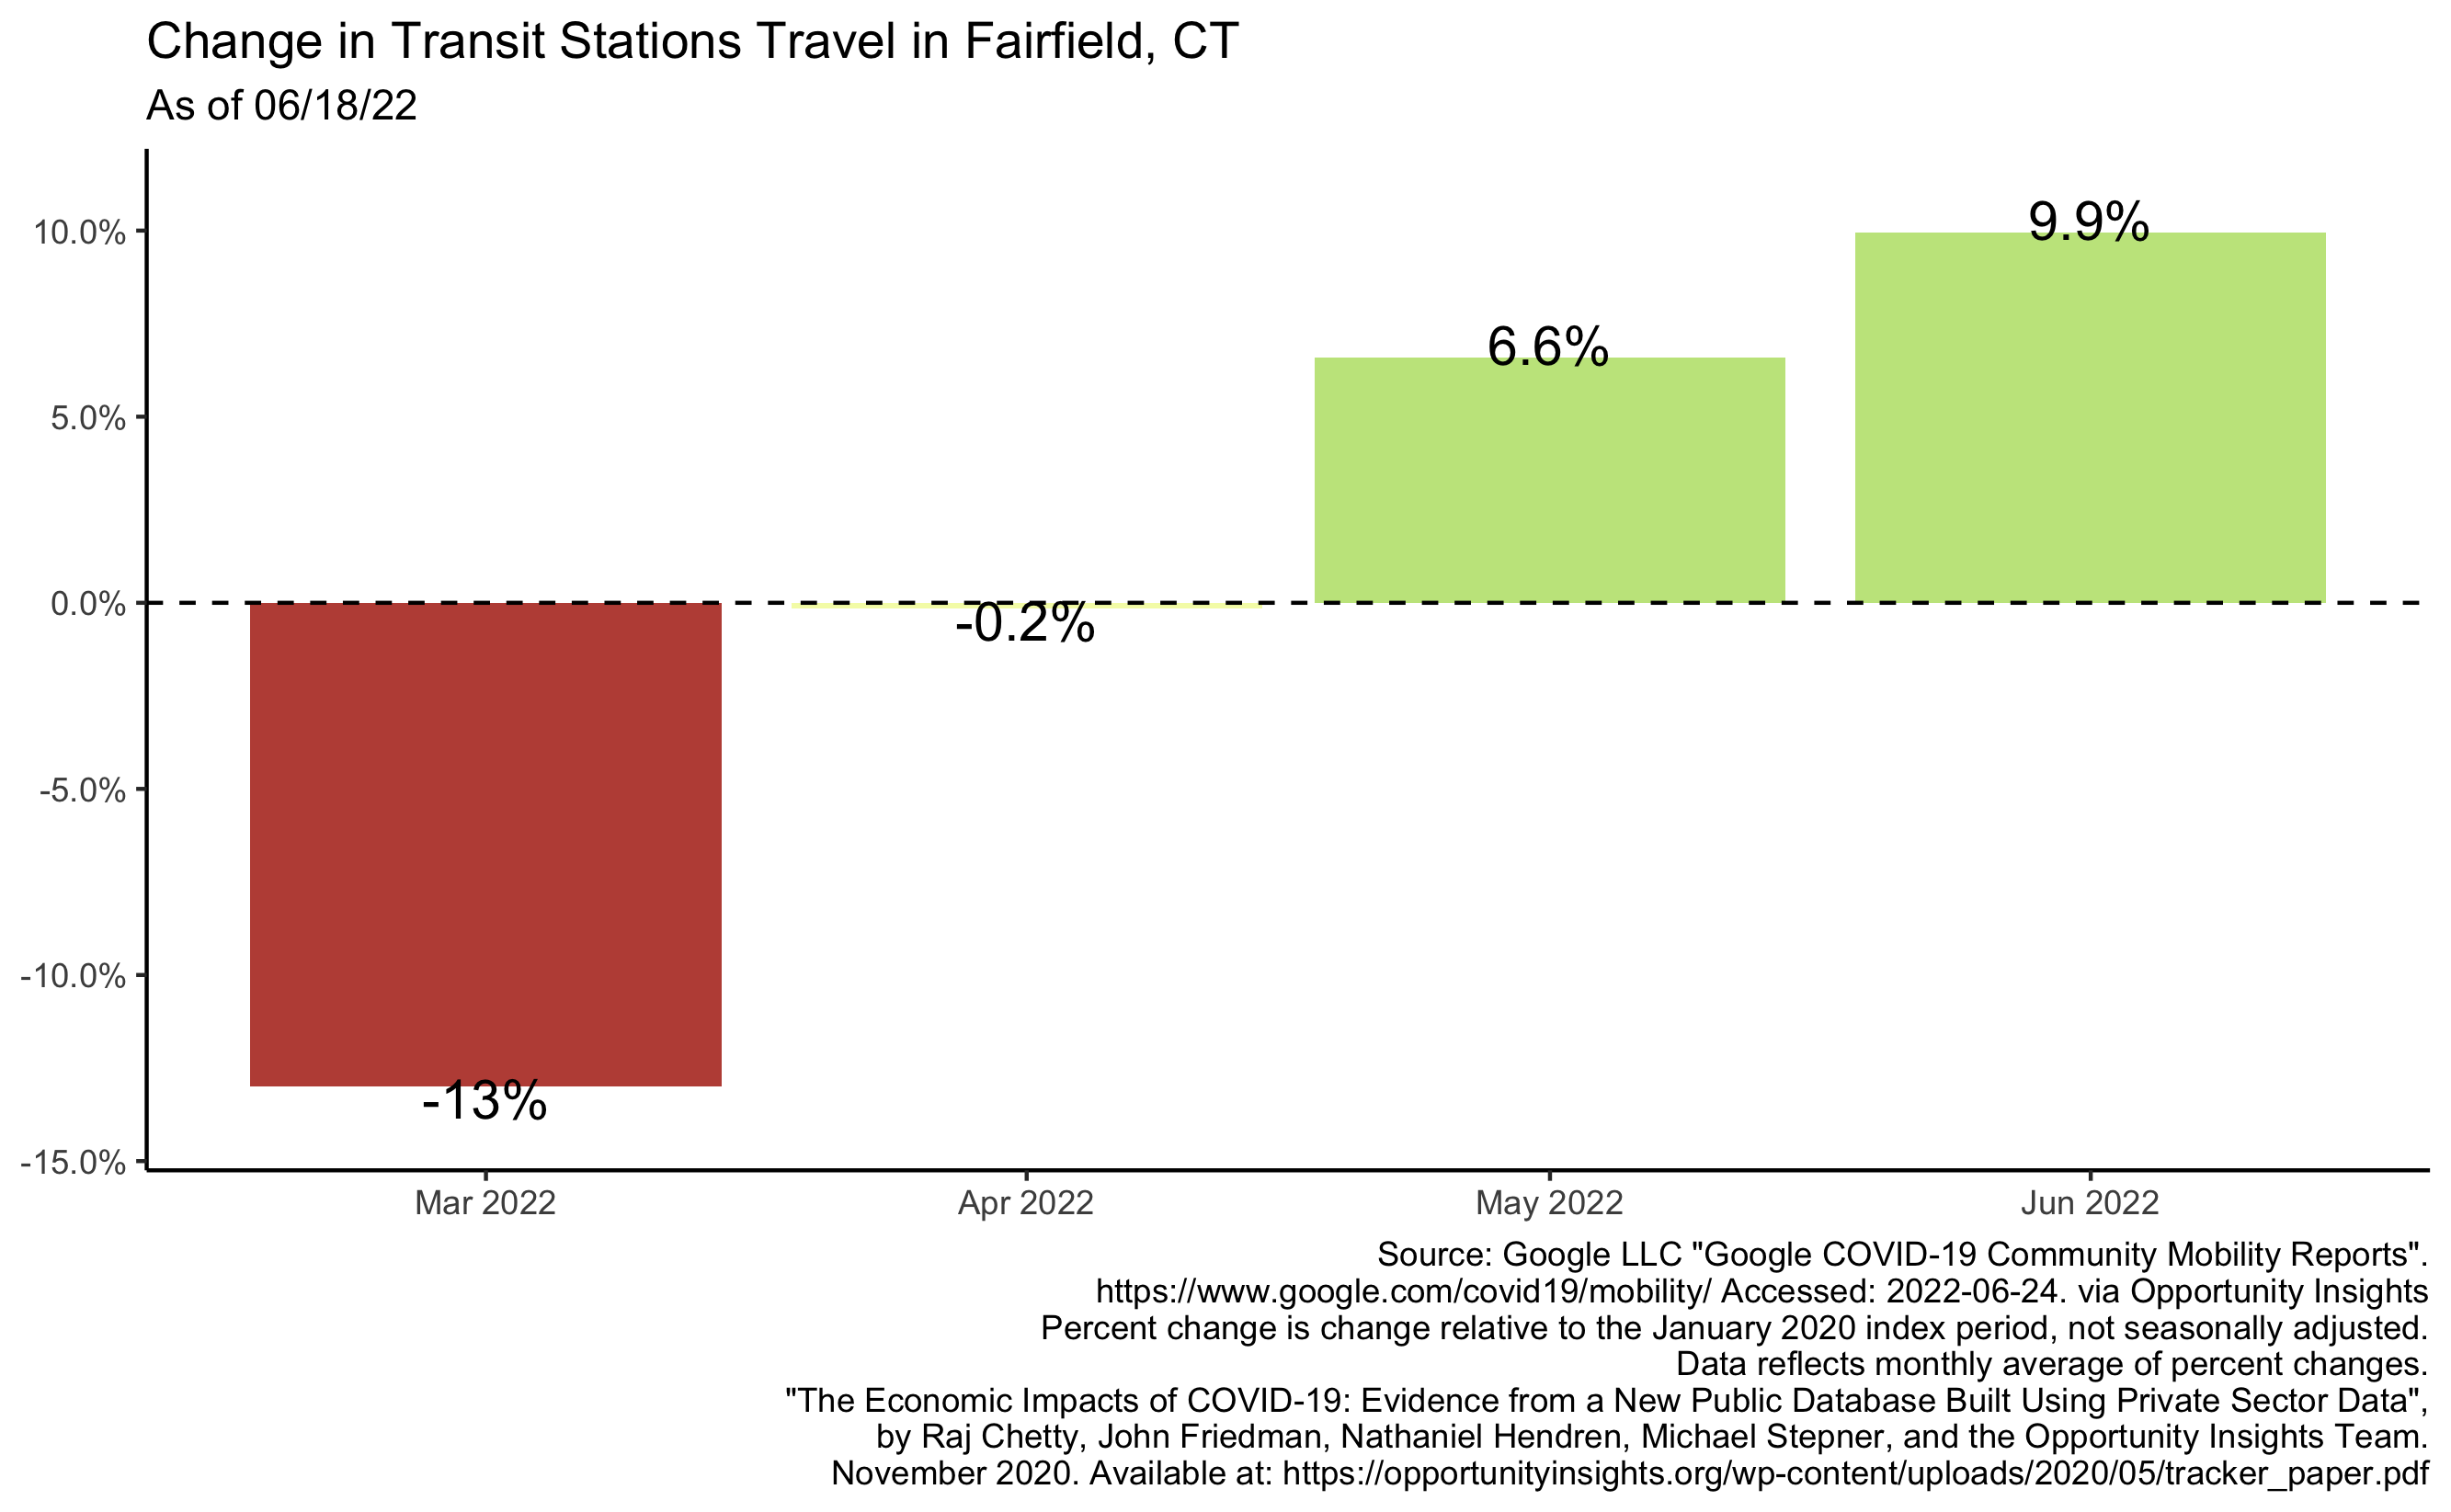 Change in Transit Stations Travel in Fairfield, CT
As of 06/18/22
10.0%
5.0%
0.0%
-5.0%
-10.0%
-15.0%
-13%
-0.2%
6.6%
9.9%
Mar 2022
Apr 2022
May 2022
Jun 2022
Source: Google LLC "Google COVID-19 Community Mobility Reports".
https://www.google.com/covid19/mobility/ Accessed: 2022-06-24. via Opportunity Insights
Percent change is change relative to the January 2020 index period, not seasonally adjusted.
Data reflects monthly average of percent changes.
"The Economic Impacts of COVID-19: Evidence from a New Public Database Built Using Private Sector Data",
by Raj Chetty, John Friedman, Nathaniel Hendren, Michael Stepner, and the Opportunity Insights Team.
November 2020. Available at: https://opportunityinsights.org/wp-content/uploads/2020/05/tracker_paper.pdf